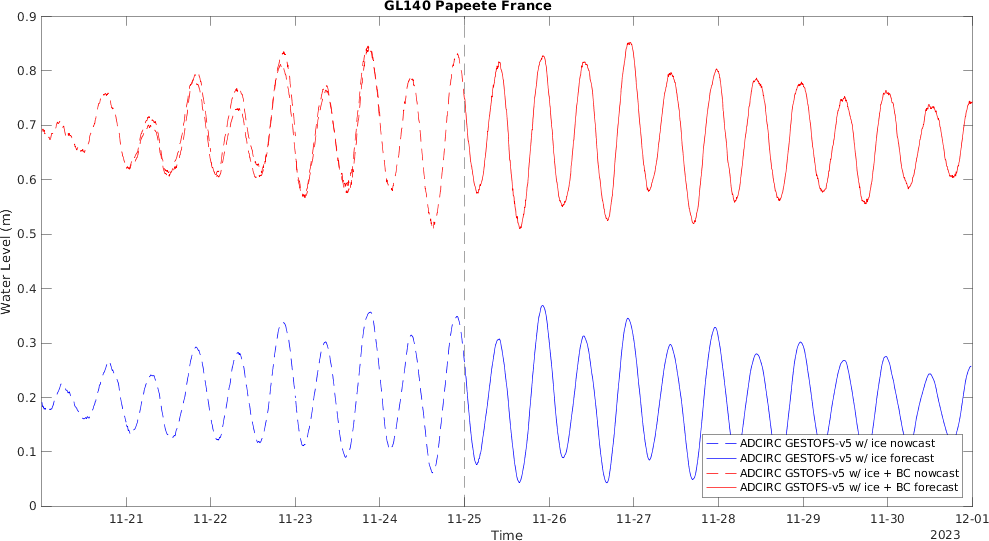 GL140 Papeete France
0.9
0.8
0.7
0.6
0.5
0.4
0.3
0.2
0.1
0
Water Level (m)
ADCIRC GESTOFS-v5 w/ ice nowcast
ADCIRC GESTOFS-v5 w/ ice forecast
ADCIRC GSTOFS-v5 w/ ice + BC nowcast
ADCIRC GSTOFS-v5 w/ ice + BC forecast
11-21 11-22 11-23 11-24 11-25 11-26 11-27 11-28 11-29 11-30 12-01
Time
2023